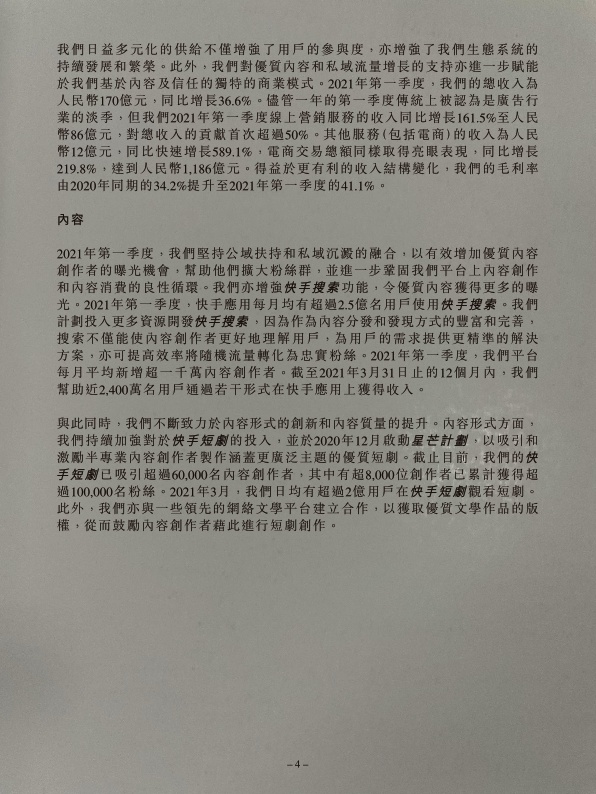 我們日益多元化的供給不僅增強了用戶的參與度，亦增強了我們生態系統的
持續發展和繁榮。此外，我們對優質內容和私域流量增長的支持亦進一步賦能
於我們基於內容及信任的獨特的商業模式。2021年第一季度，我們的總收入為
人民幣170億元，同比增長36.6%。儘管一年的第一季度傳統上被認為是廣告行
業的淡季，但我們2021年第一季度線上營銷服務的收入同比增長161.5%至人民
幣86億元，對總收入的貢獻首次超過50%。其他服務(包括電商)的收入為人民
幣12億元，同比快速增長589.1%，電商交易總額同樣取得亮眼表現，同比增長
219.8%，達到人民幣1,186億元。得益於更有利的收入結構變化，我們的毛利率
由2020年同期的34.2%提升至2021年第一季度的41.1%。
內容
2021年第一季度，我們堅持公域扶持和私域沉澱的融合，以有效增加優質內容
創作者的曝光機會，幫助他們擴大粉絲群，並進一步鞏固我們平台上內容創作
和內容消費的良性循環。我們亦增強快手搜索功能，令優質內容獲得更多的曝
光。2021年第一季度，快手應用每月均有超過2.5億名用戶使用快手搜索。我們
計劃投入更多資源開發快手搜索，因為作為內容分發和發現方式的豐富和完善，
搜索不僅能使內容創作者更好地理解用戶，為用戶的需求提供更精準的解決
方案，亦可提高效率將隨機流量轉化為忠實粉絲。2021年第一季度，我們平台
每月平均新增超一千萬內容創作者。截至2021年3月31日止的12個月內，我們
幫助近2,400萬名用戶通過若干形式在快手應用上獲得收入。
與此同時，我們不斷致力於內容形式的創新和內容質量的提升。內容形式方面，
我們持續加強對於快手短劇的投入，並於2020年12月啟動星芒計劃，以吸引和
激勵半專業內容創作者製作涵蓋更廣泛主題的優質短劇。截止目前，我們的快
手短劇已吸引超過60,000名內容創作者，其中有超8,000位創作者已累計獲得超
過100,000名粉絲。2021年3月，我們日均有超過2億用戶在快手短劇觀看短劇。
此外，我們亦與一些領先的網絡文學平台建立合作，以獲取優質文學作品的版
權，從而鼓勵內容創作者藉此進行短劇創作。
– 4 –